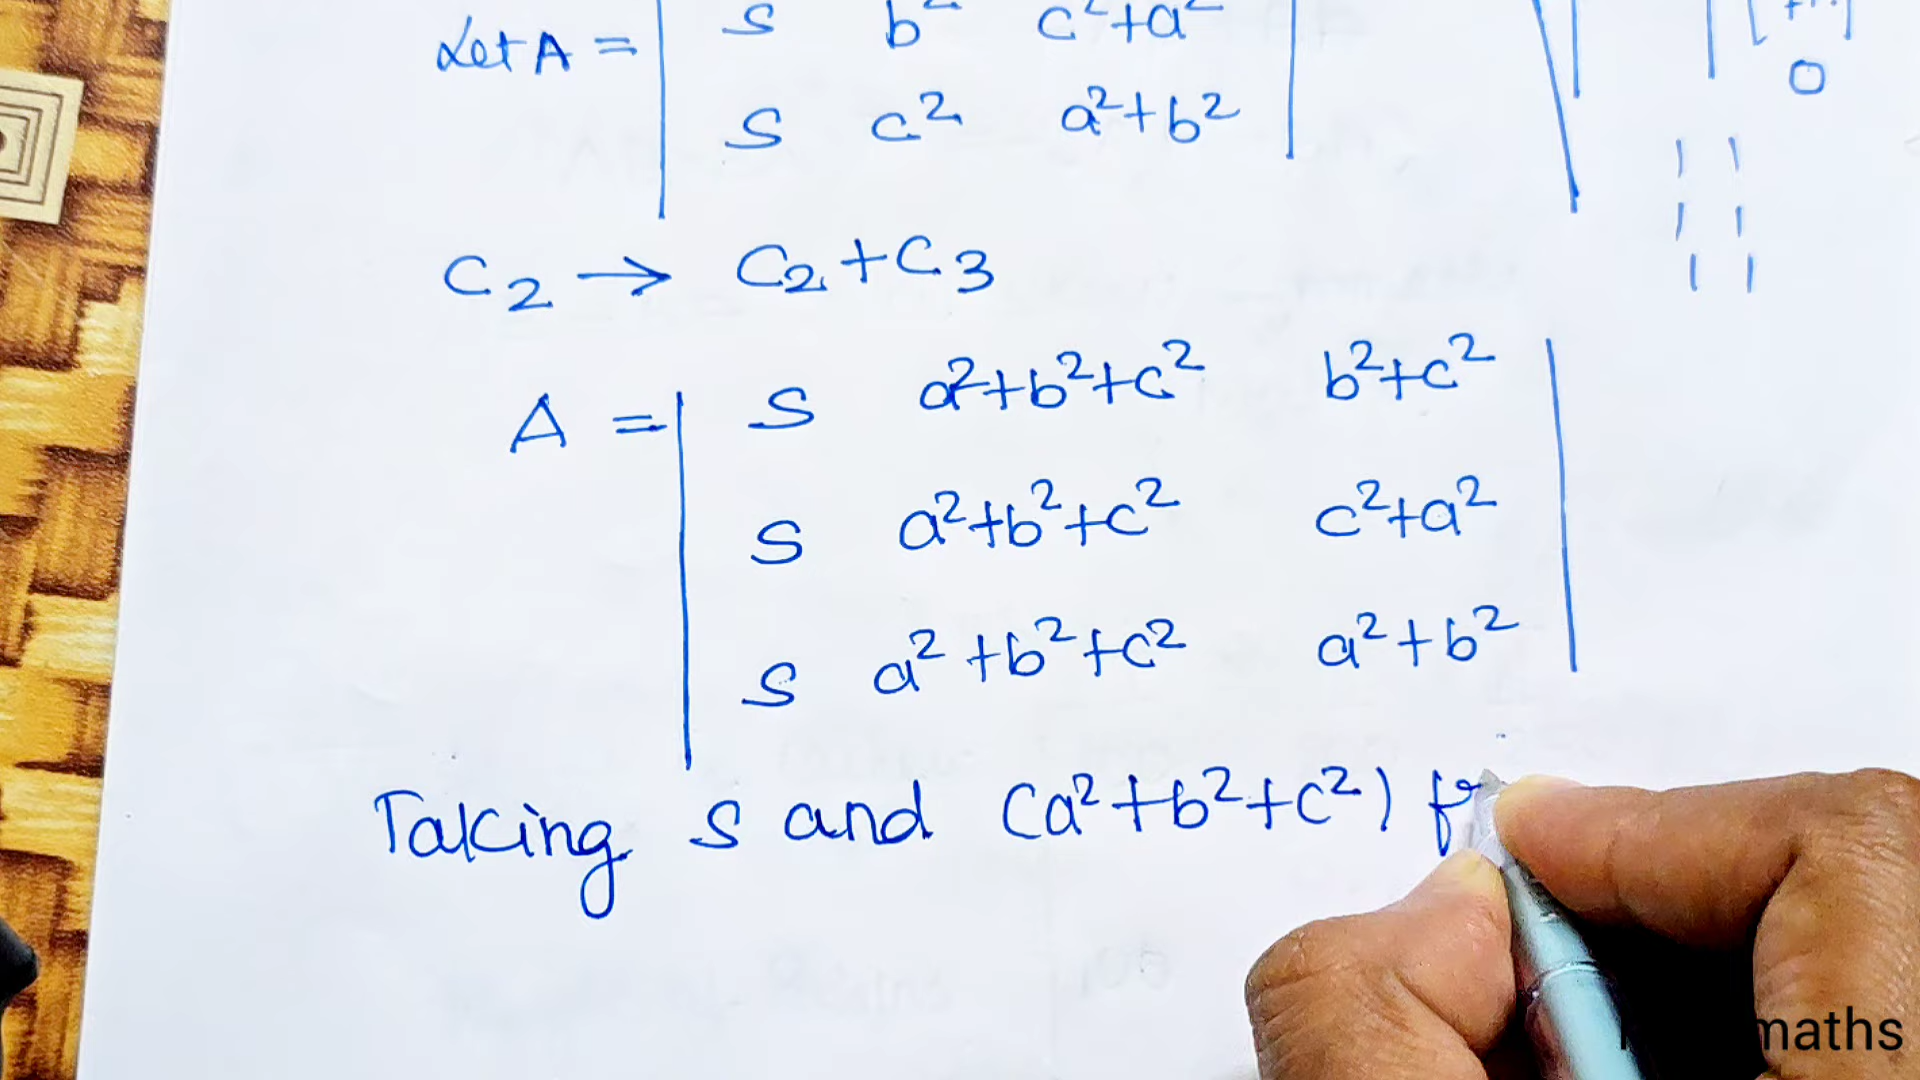 S b² c²+a²
Let A =
S c² a²+b²
0
C₂ → C₂+C₃
A = S a²+b²+c² b²+c²
S a²+b²+c² c²+a²
S a²+b²+c² a²+b²
Taking S and (a²+b²+c²)
maths